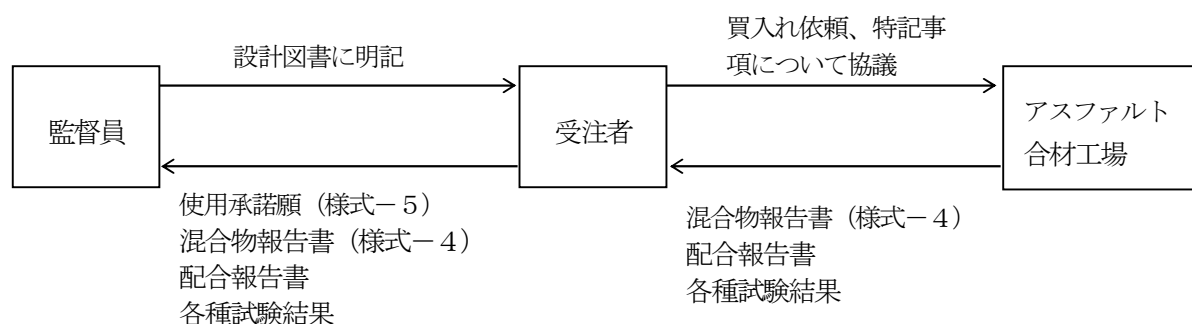 買入れ依頼、特記事
項について協議
設計図書に明記
監督員
受注者
アスファルト
合材工場
使用承諾願（様式－５）
混合物報告書（様式－４）
配合報告書
各種試験結果
混合物報告書（様式－４）
配合報告書
各種試験結果